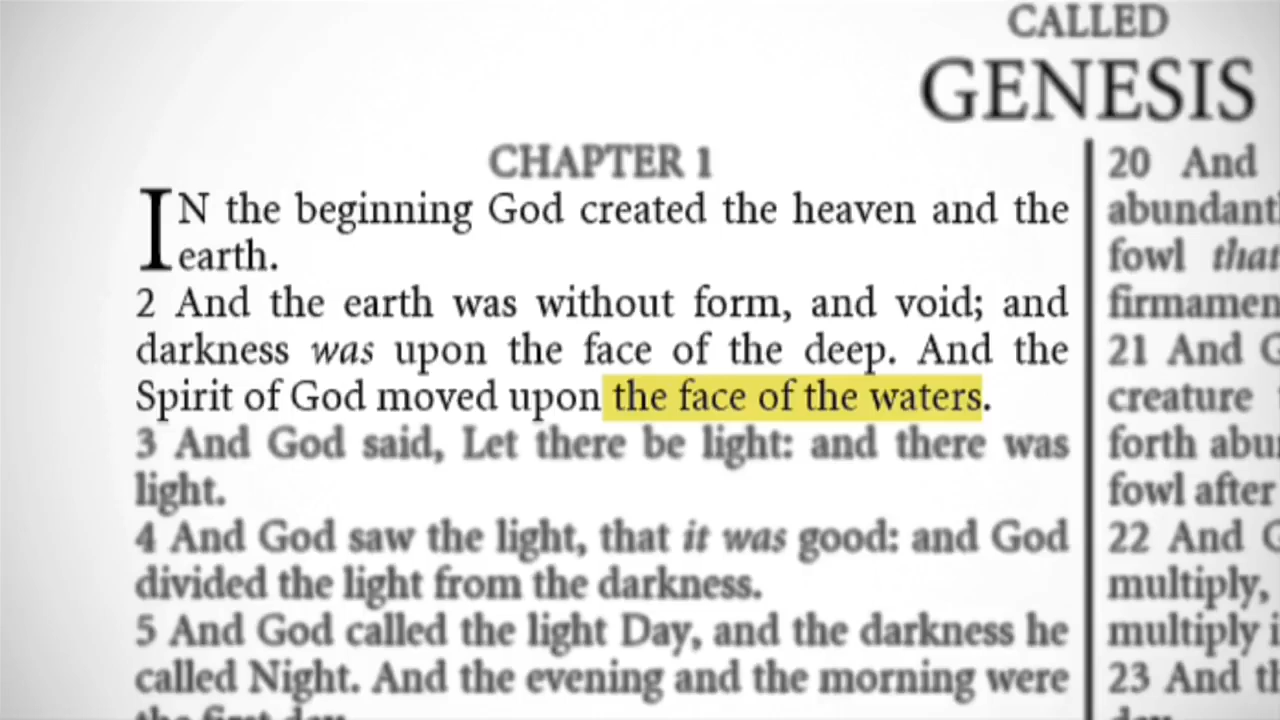 CALLED
GENESIS
CHAPTER 1
IN the beginning God created the heaven and the
earth.
2 And the earth was without form, and void; and
darkness was upon the face of the deep. And the
Spirit of God moved upon the face of the waters.
3 And God said, Let there be light: and there was
light.
4 And God saw the light, that it was good: and God
divided the light from the darkness.
5 And God called the light Day, and the darkness he
called Night. And the evening and the morning were
the first day.
20 And
abundant
fowl that
firmamen
21 And G
creature
forth abu
fowl after
22 And G
multiply,
multiply i
23 And th
day.